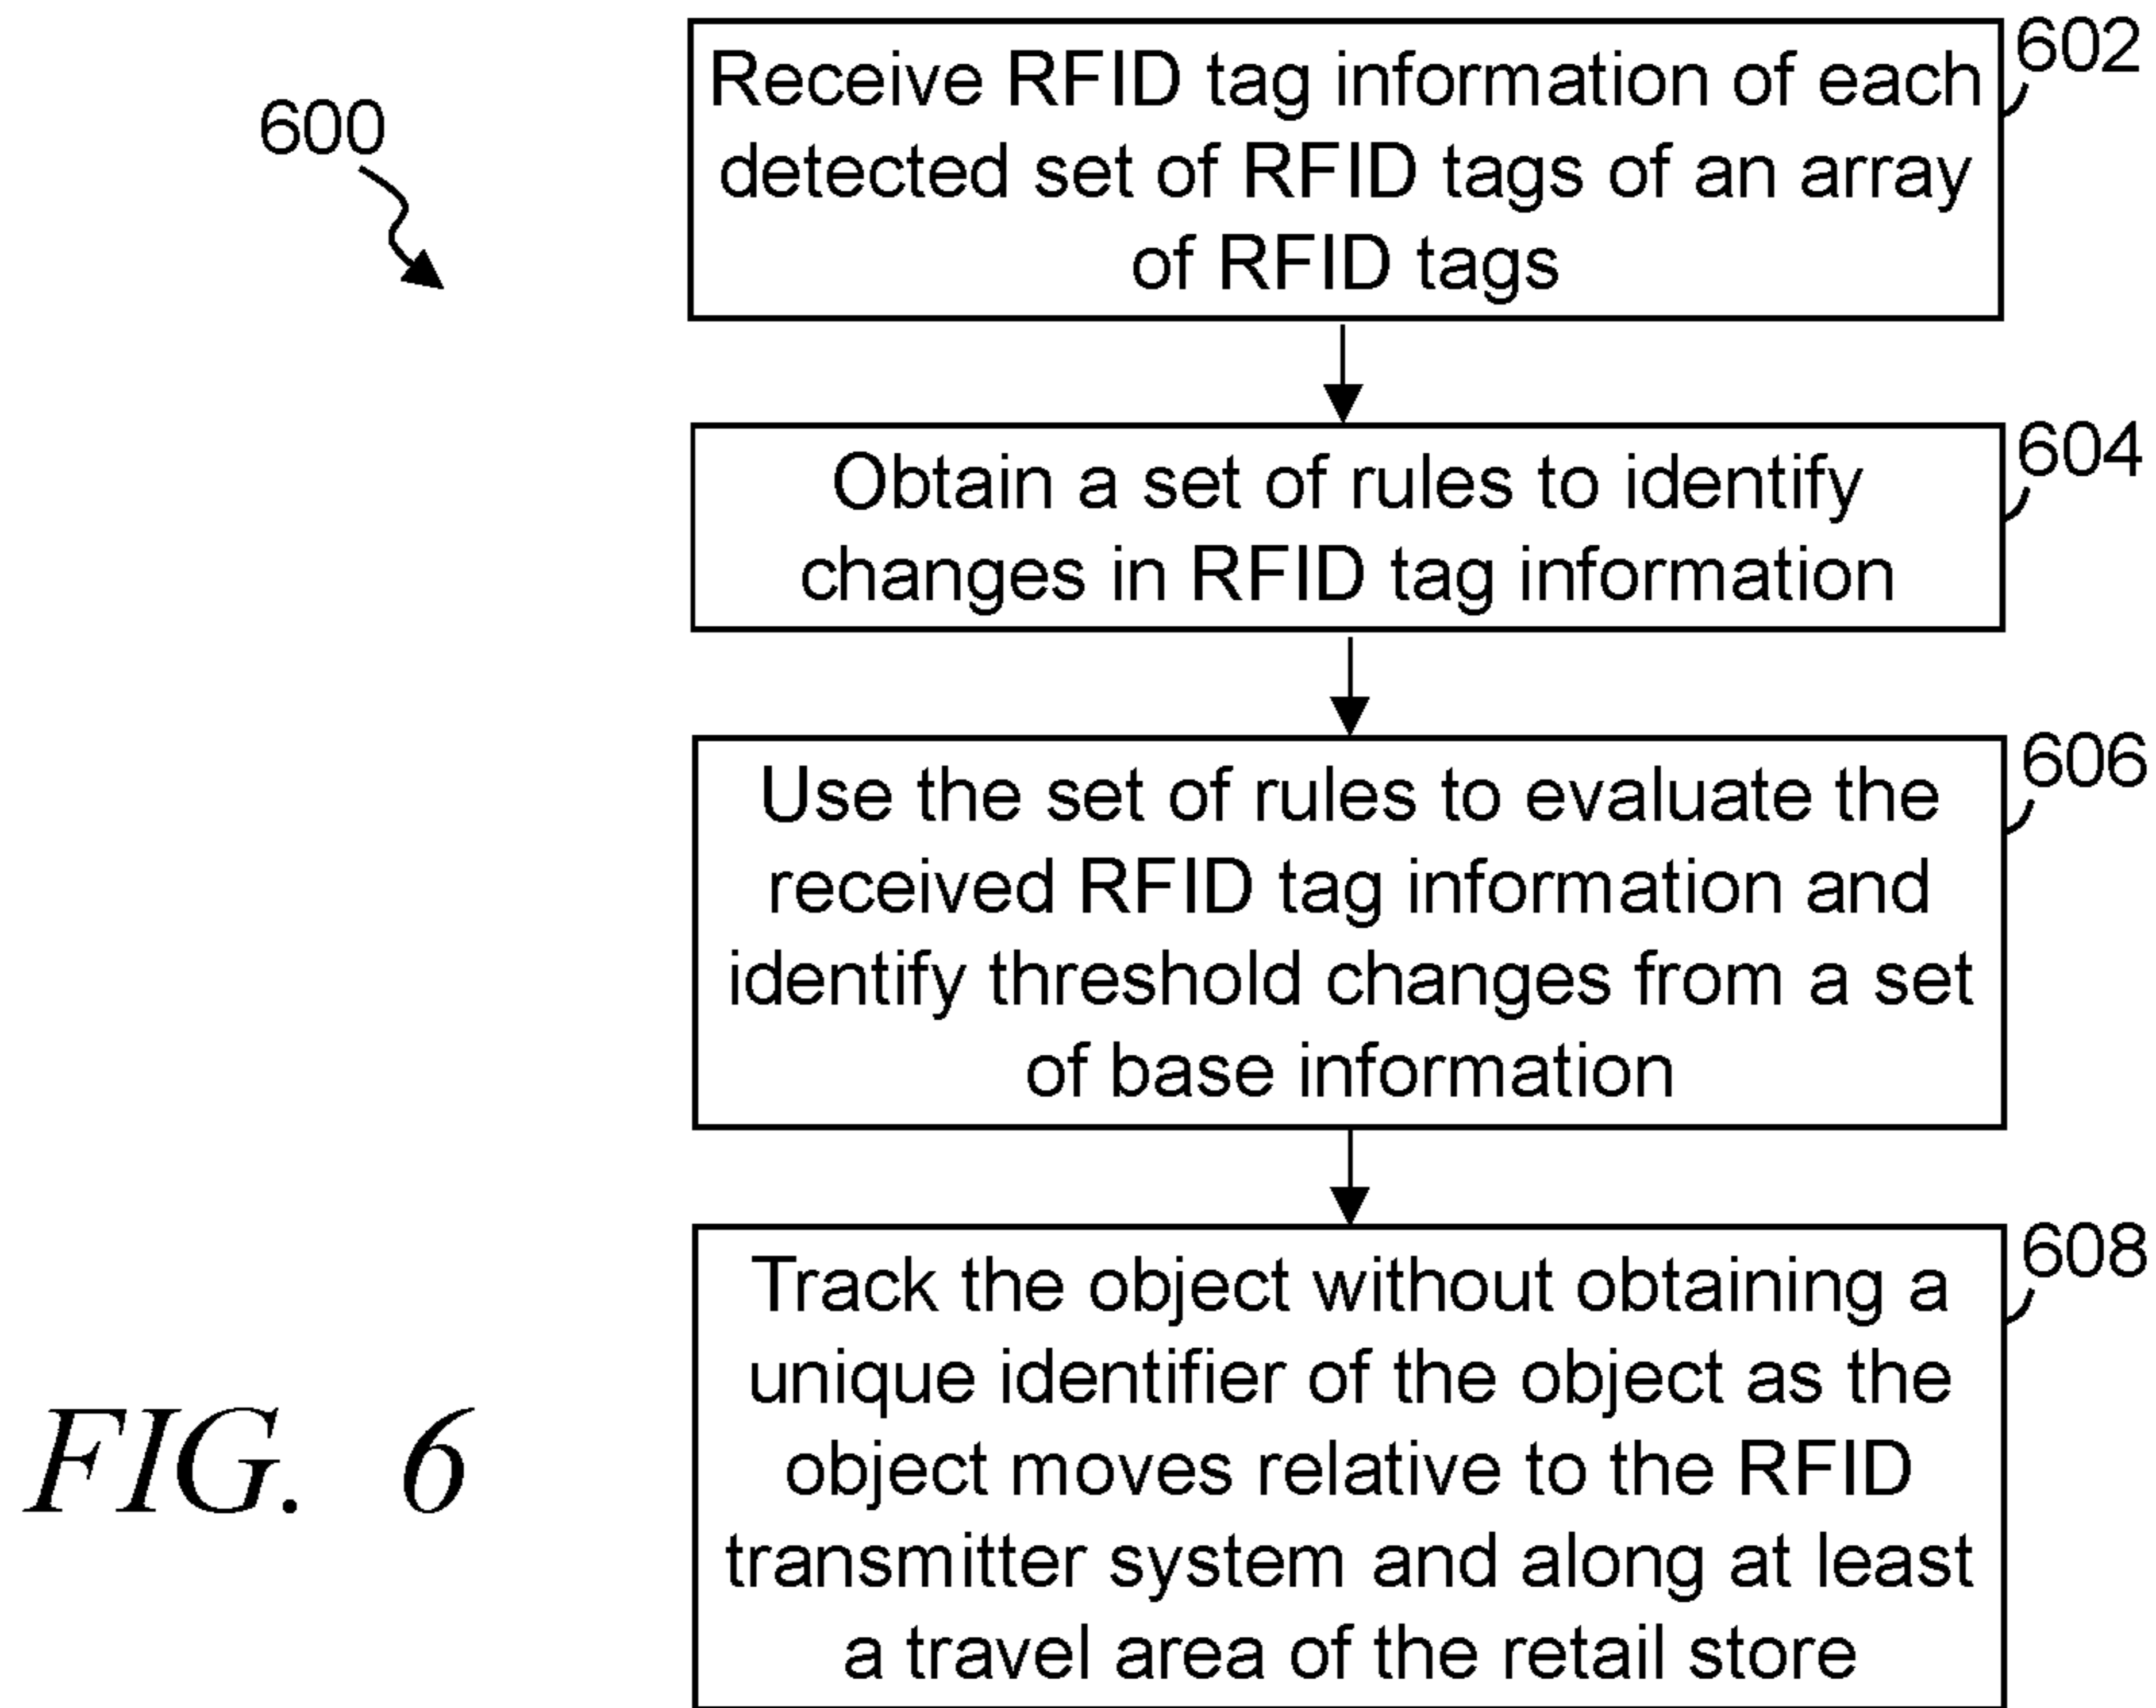 600
Receive RFID tag information of each
detected set of RFID tags of an array
of RFID tags
602
Obtain a set of rules to identify
changes in RFID tag information
604
Use the set of rules to evaluate the
received RFID tag information and
identify threshold changes from a set
of base information
606
Track the object without obtaining a
unique identifier of the object as the
object moves relative to the RFID
transmitter system and along at least
a travel area of the retail store
608
FIG. 6